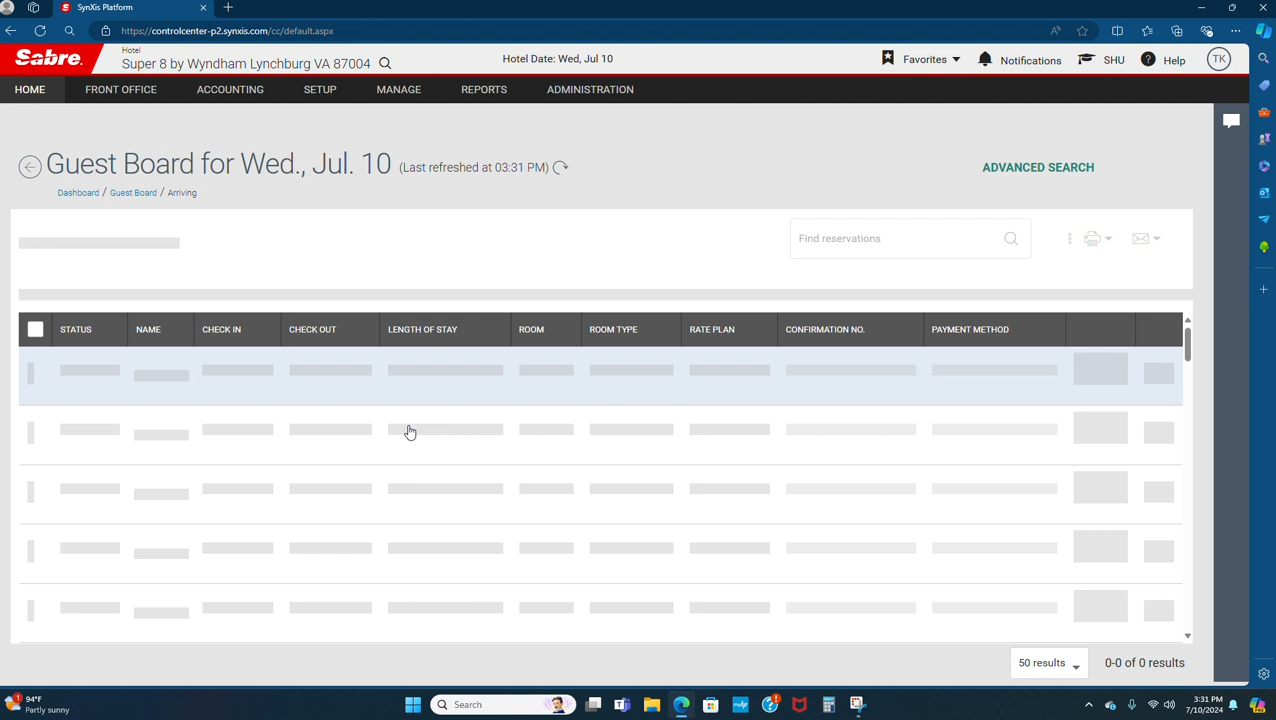 SynXis Platform
https://controlcenter-p2.synxis.com/cc/default.aspx
Sabre.
Hotel
Super 8 by Wyndham Lynchburg VA 87004
Hotel Date: Wed, Jul 10
Favorites
Notifications
SHU
Help
TK
HOME FRONT OFFICE ACCOUNTING SETUP MANAGE REPORTS ADMINISTRATION
Guest Board for Wed., Jul. 10 (Last refreshed at 03:31 PM)
ADVANCED SEARCH
Dashboard / Guest Board / Arriving
Find reservations
STATUS NAME CHECK IN CHECK OUT LENGTH OF STAY ROOM ROOM TYPE RATE PLAN CONFIRMATION NO. PAYMENT METHOD
50 results
0-0 of 0 results
1
94°F
Partly sunny
Search
3:31 PM
7/10/2024